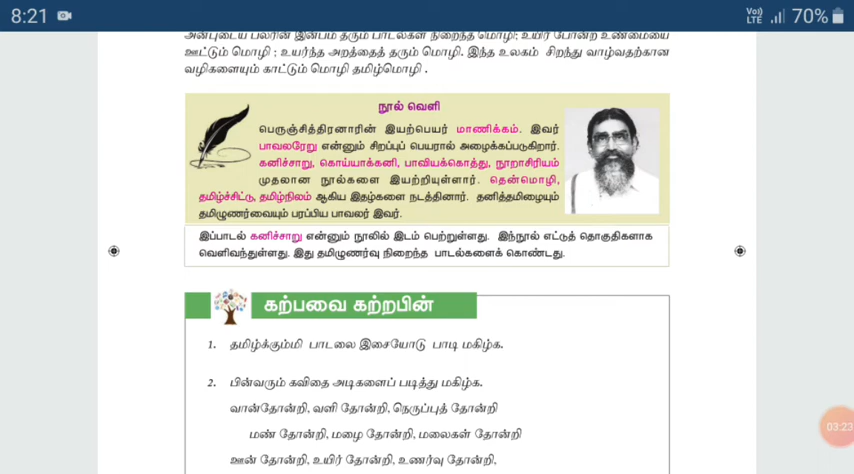 8:21
Vo) LTE 70%
அன்புடைய பலரின் இன்பம் தரும் பாடல்கள் நிறைந்த மொழி; உயிர் போன்ற உண்மையை
ஊட்டும் மொழி ; உயர்ந்த அறத்தைத் தரும் மொழி. இந்த உலகம் சிறந்து வாழ்வதற்கான
வழிகளையும் காட்டும் மொழி தமிழ்மொழி .
நூல் வெளி
பெருஞ்சித்திரனாரின் இயற்பெயர் மாணிக்கம். இவர்
பாவலரேறு என்னும் சிறப்புப் பெயரால் அழைக்கப்படுகிறார்.
கனிச்சாறு, கொய்யாக்கனி, பாவியக்கொத்து, நூறாசிரியம்
முதலான நூல்களை இயற்றியுள்ளார். தென்மொழி,
தமிழ்ச்சிட்டு, தமிழ்நிலம் ஆகிய இதழ்களை நடத்தினார். தனித்தமிழையும்
தமிழுணர்வையும் பரப்பிய பாவலர் இவர்.
இப்பாடல் கனிச்சாறு என்னும் நூலில் இடம் பெற்றுள்ளது. இந்நூல் எட்டுத் தொகுதிகளாக
வெளிவந்துள்ளது. இது தமிழுணர்வு நிறைந்த பாடல்களைக் கொண்டது.
கற்பவை கற்றபின்
1. தமிழ்க்கும்மி பாடலை இசையோடு பாடி மகிழ்க.
2. பின்வரும் கவிதை அடிகளைப் படித்து மகிழ்க.
வான்தோன்றி, வளி தோன்றி, நெருப்புத் தோன்றி
மண் தோன்றி, மழை தோன்றி, மலைகள் தோன்றி
ஊன் தோன்றி, உயிர் தோன்றி, உணர்வு தோன்றி,
03:23